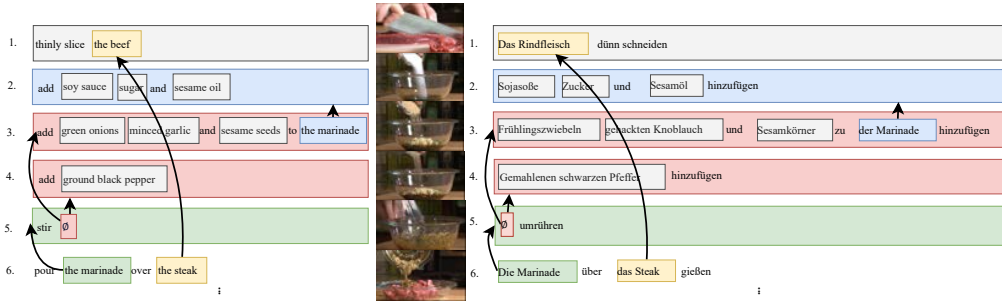 1. thinly slice the beef
2. add soy sauce sugar and sesame oil
3. add green onions minced garlic and sesame seeds to the marinade
4. add ground black pepper
5. stir Ø
6. pour the marinade over the steak
⋮
1. Das Rindfleisch dünn schneiden
2. Sojasoße Zucker und Sesamöl hinzufügen
3. Frühlingszwiebeln gehackten Knoblauch und Sesamkörner zu der Marinade hinzufügen
4. Gemahlenen schwarzen Pfeffer hinzufügen
5. Ø umrühren
6. Die Marinade über das Steak gießen
⋮